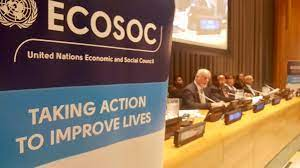 ECOSOC
United Nations Economic and Social Council
TAKING ACTION
TO IMPROVE LIVES